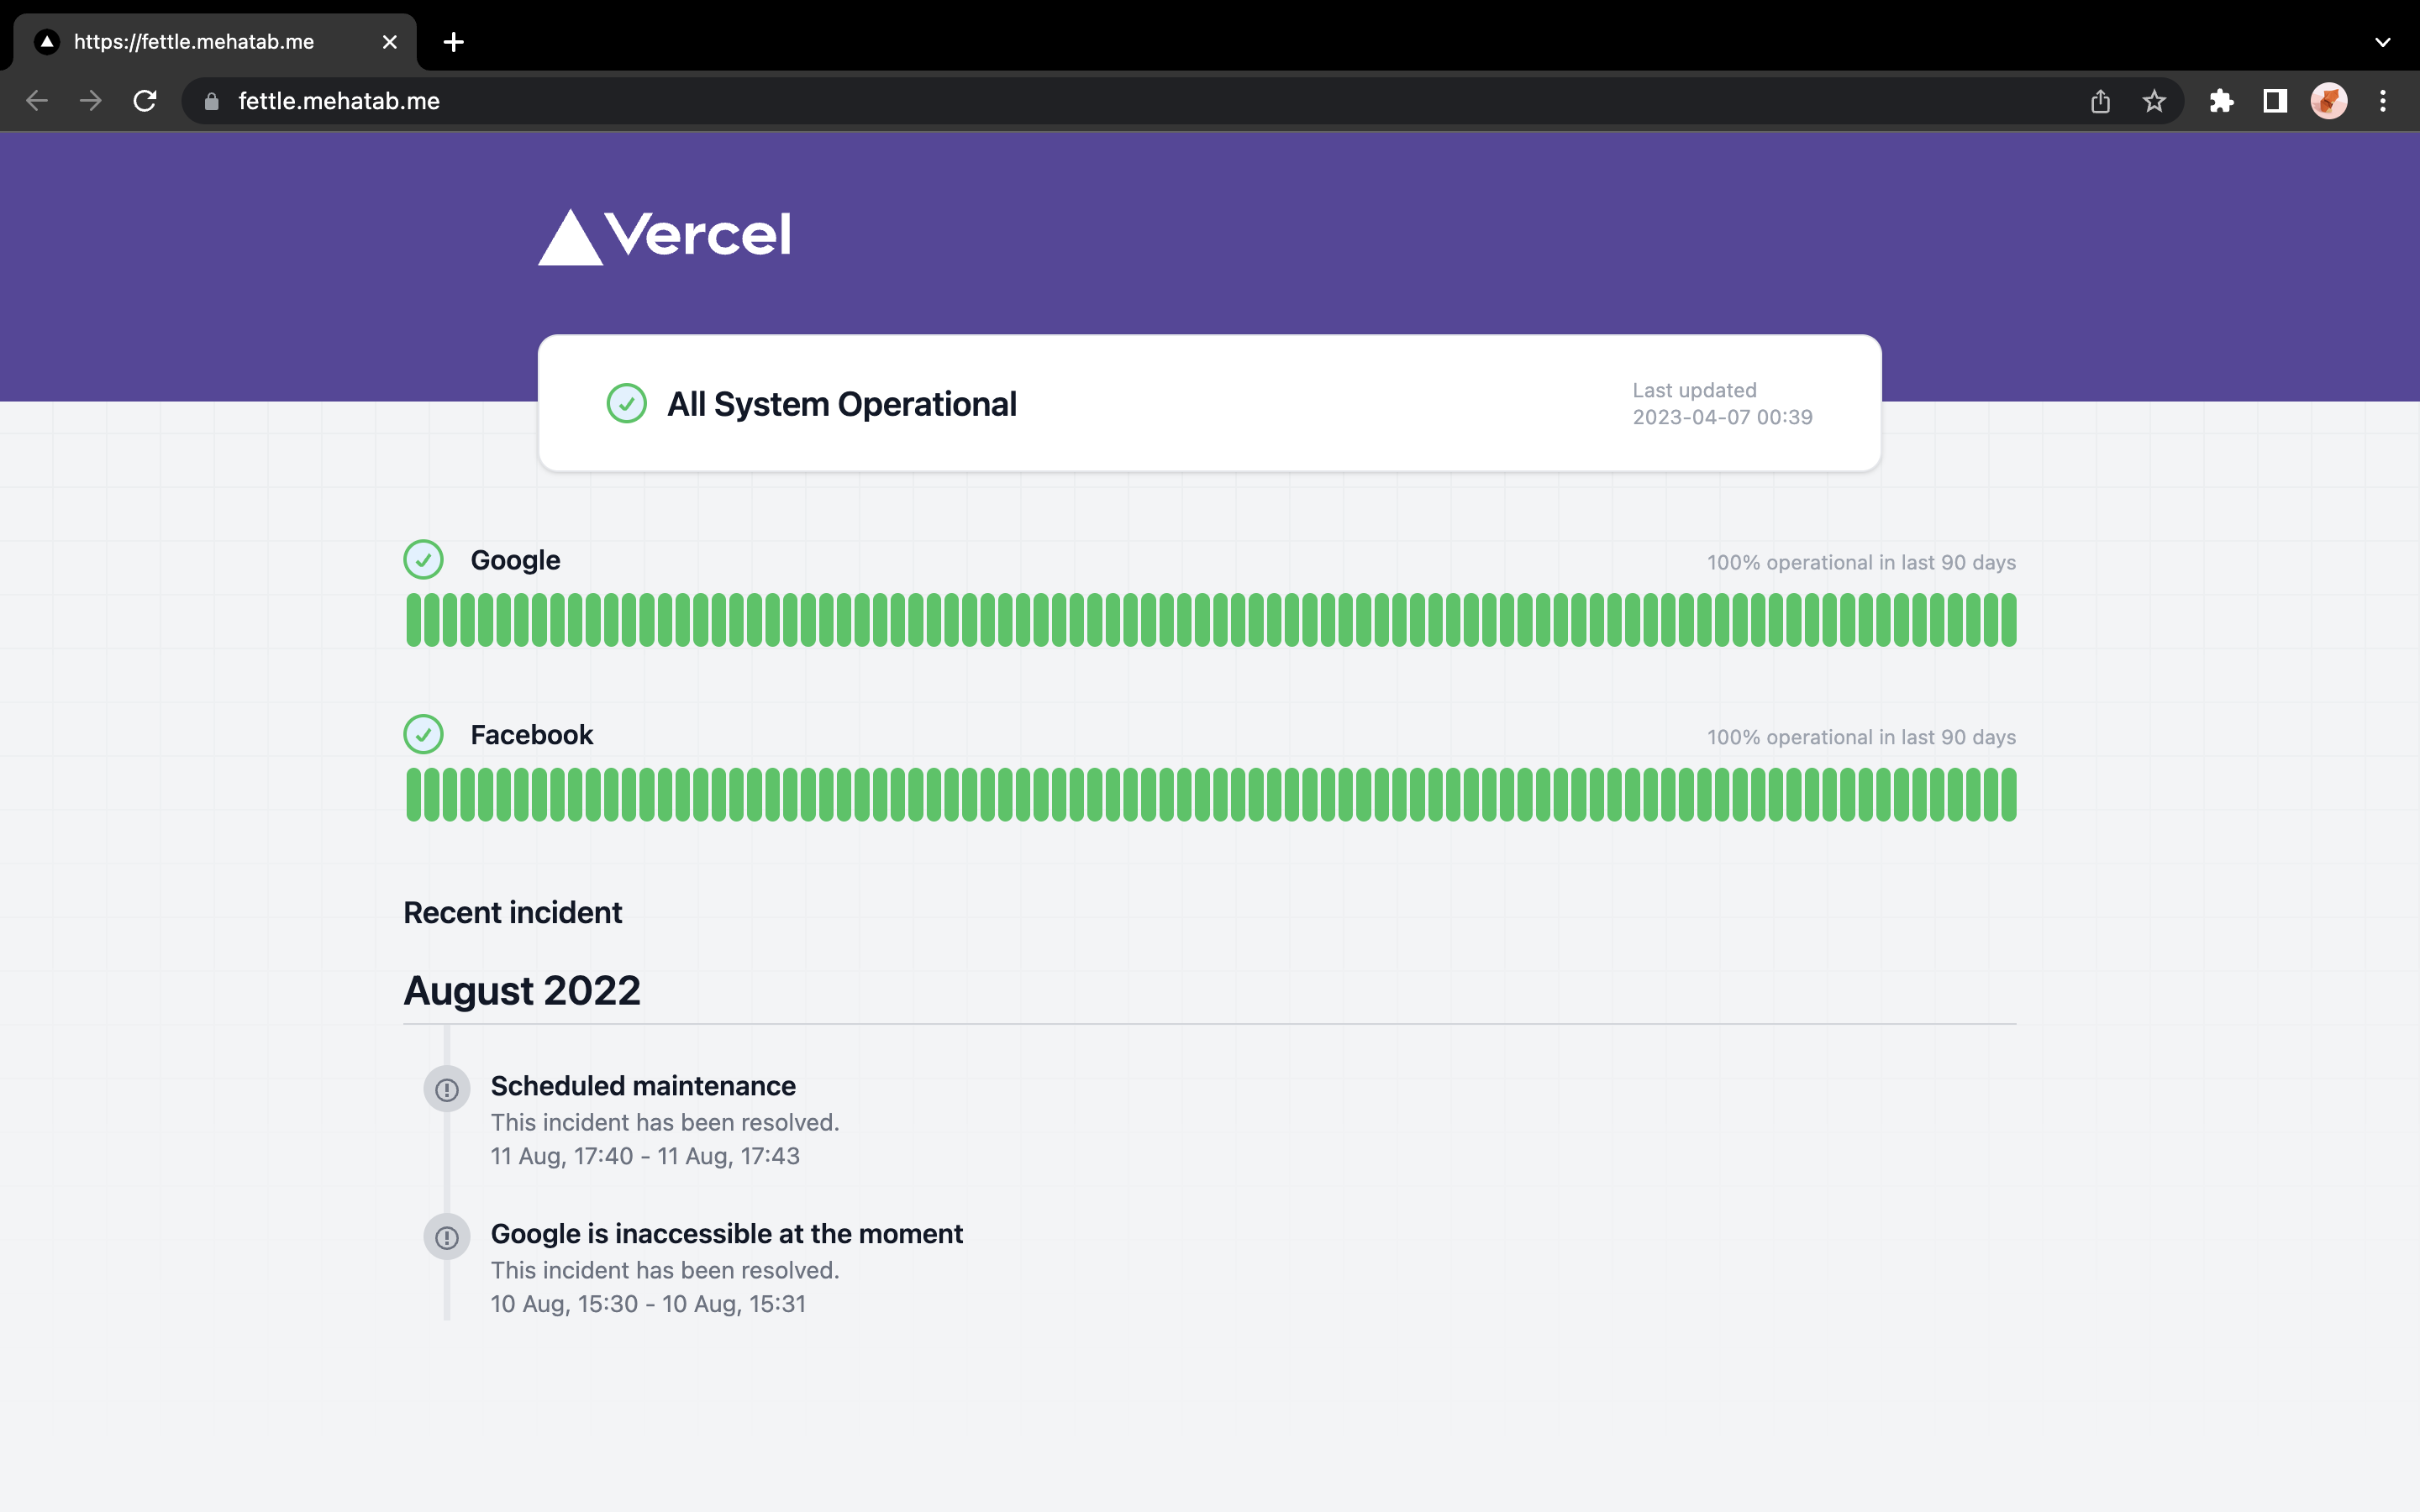 https://fettle.mehatab.me
fettle.mehatab.me
Vercel
All System Operational
Last updated
2023-04-07 00:39
Google
100% operational in last 90 days
Facebook
100% operational in last 90 days
Recent incident
August 2022
Scheduled maintenance
This incident has been resolved.
11 Aug, 17:40 - 11 Aug, 17:43
Google is inaccessible at the moment
This incident has been resolved.
10 Aug, 15:30 - 10 Aug, 15:31